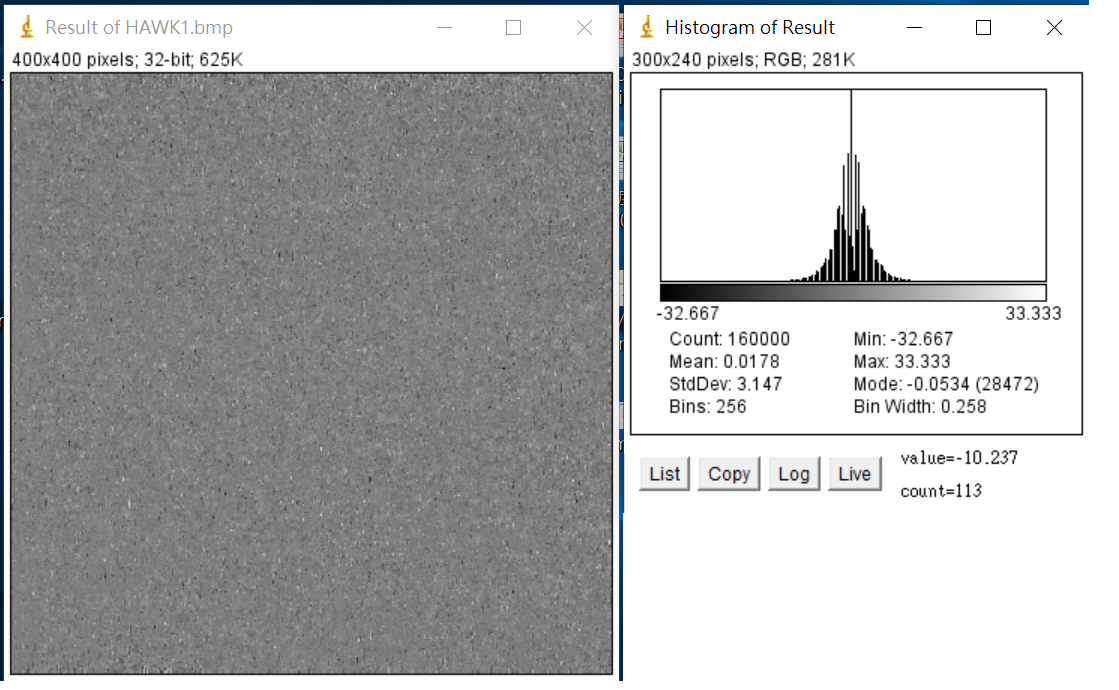 Result of HAWK1.bmp
400x400 pixels; 32-bit; 625K
Histogram of Result
300x240 pixels; RGB; 281K
-32.667 33.333
Count: 160000 Min: -32.667
Mean: 0.0178 Max: 33.333
StdDev: 3.147 Mode: -0.0534 (28472)
Bins: 256 Bin Width: 0.258
List Copy Log Live
value=-10.237
count=113